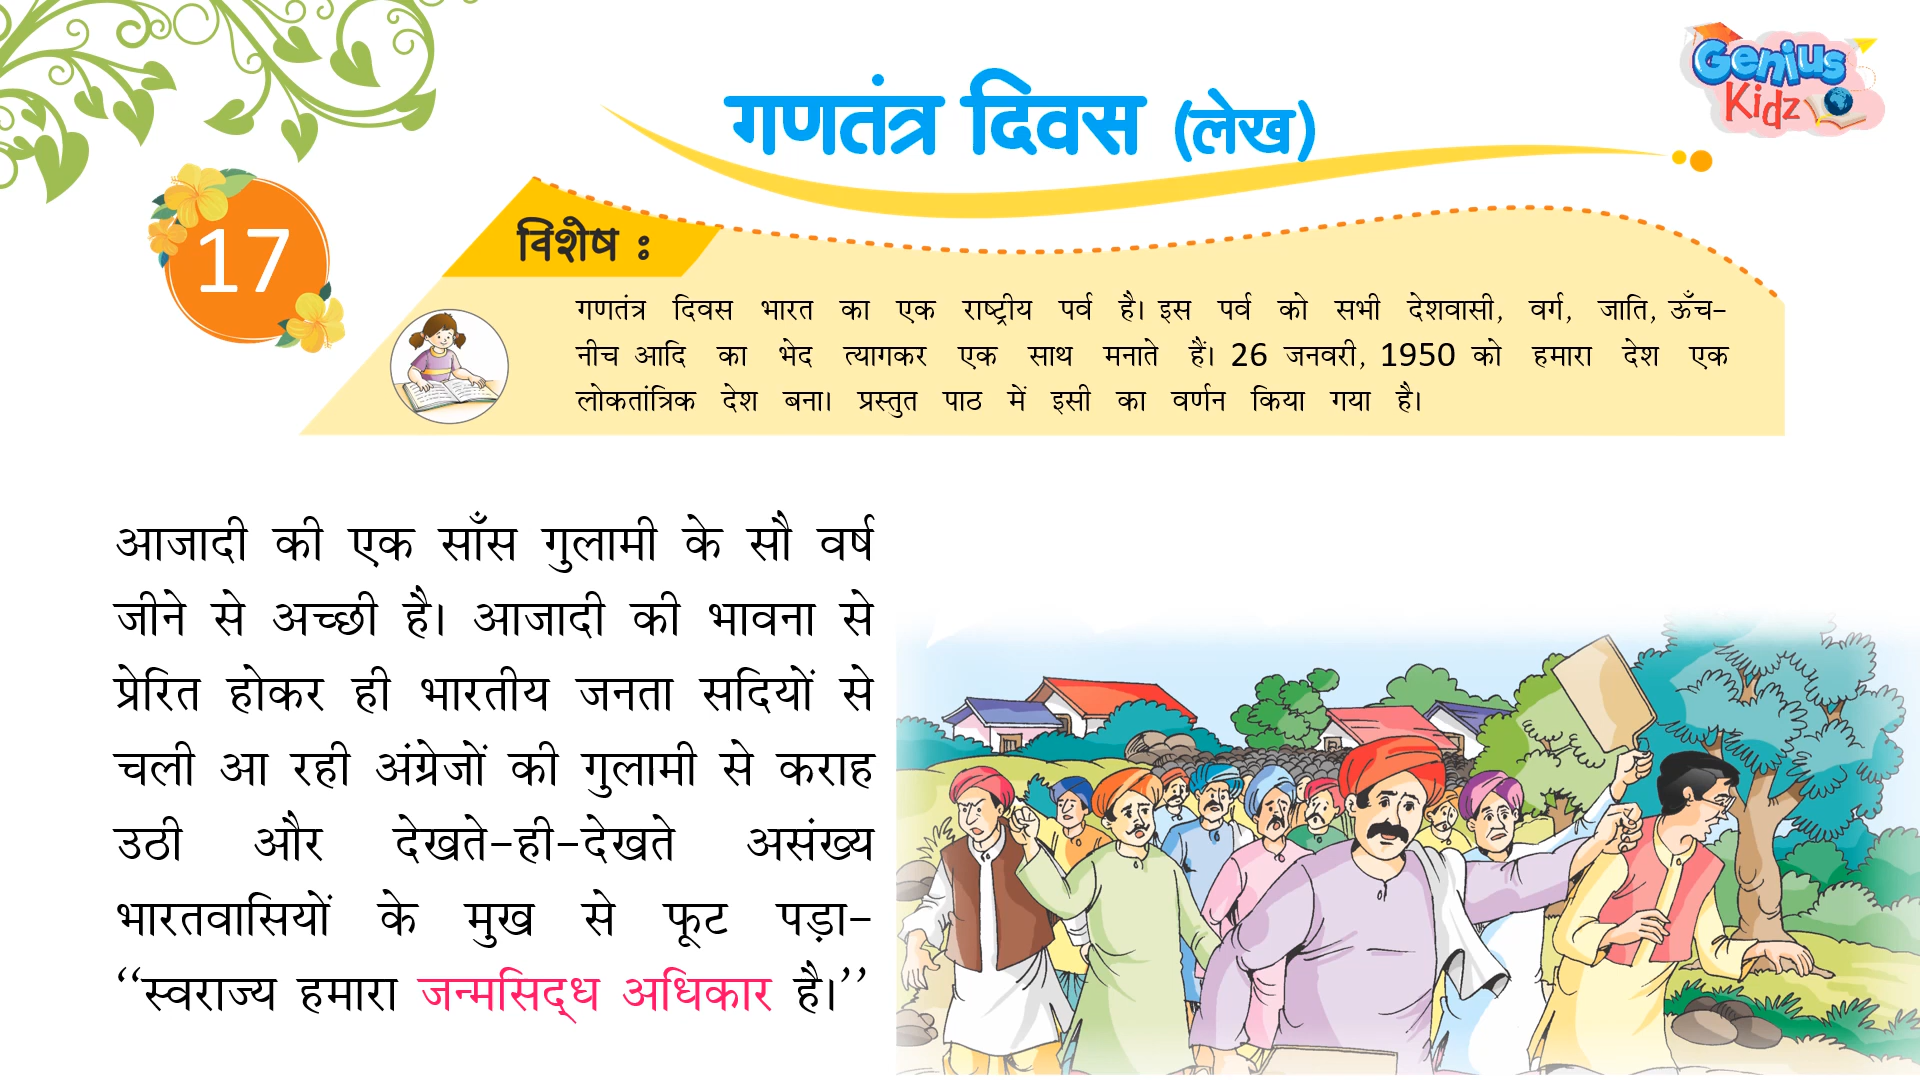 Genius
Kidz
गणतंत्र दिवस (लेख)
17
विशेष :
गणतंत्र दिवस भारत का एक राष्ट्रीय पर्व है। इस पर्व को सभी देशवासी, वर्ग, जाति, ऊँच-
नीच आदि का भेद त्यागकर एक साथ मनाते हैं। 26 जनवरी, 1950 को हमारा देश एक
लोकतांत्रिक देश बना। प्रस्तुत पाठ में इसी का वर्णन किया गया है।
आजादी की एक साँस गुलामी के सौ वर्ष
जीने से अच्छी है। आजादी की भावना से
प्रेरित होकर ही भारतीय जनता सदियों से
चली आ रही अंग्रेजों की गुलामी से कराह
उठी और देखते-ही-देखते असंख्य
भारतवासियों के मुख से फूट पड़ा-
‘‘स्वराज्य हमारा जन्मसिद्ध अधिकार है।’’